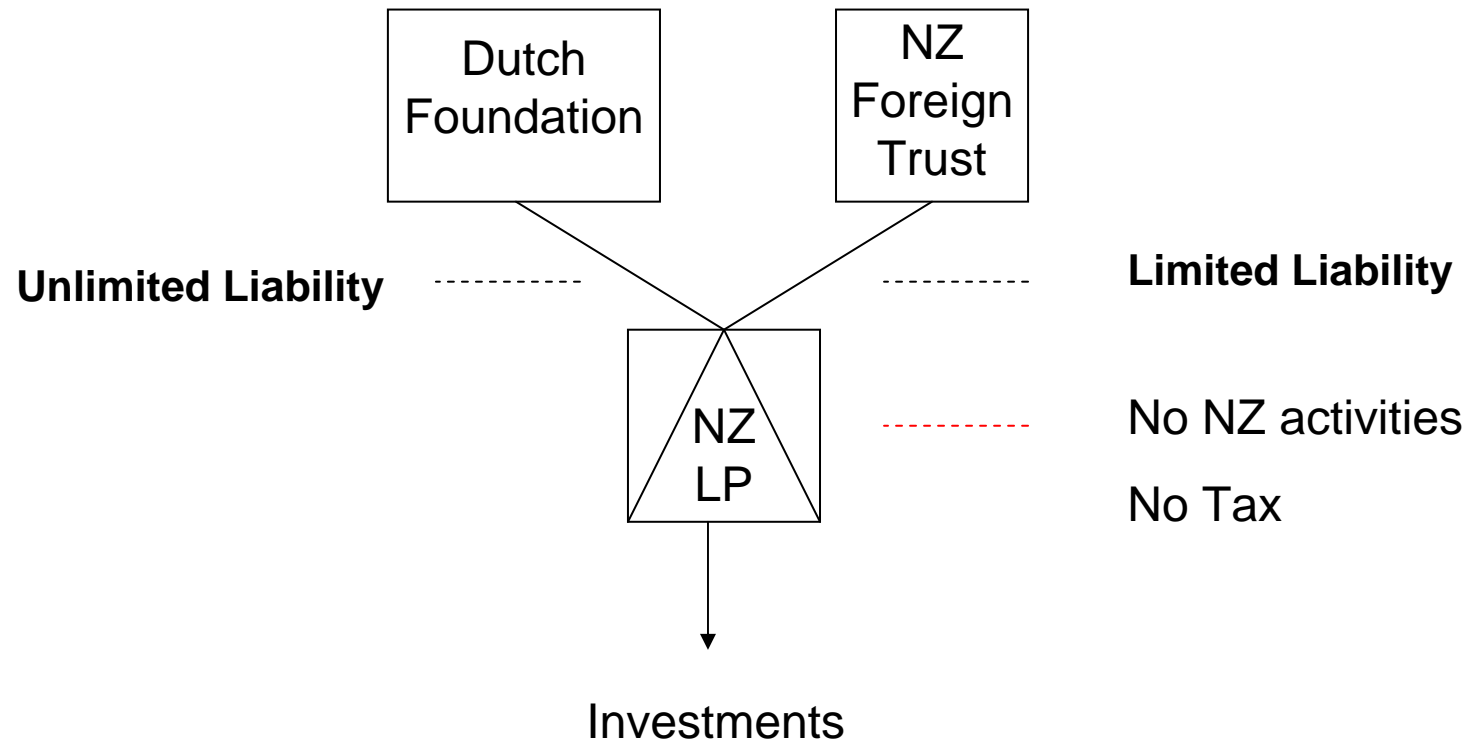 Dutch
Foundation
NZ
Foreign
Trust
Unlimited Liability
Limited Liability
NZ
LP
No NZ activities
No Tax
Investments